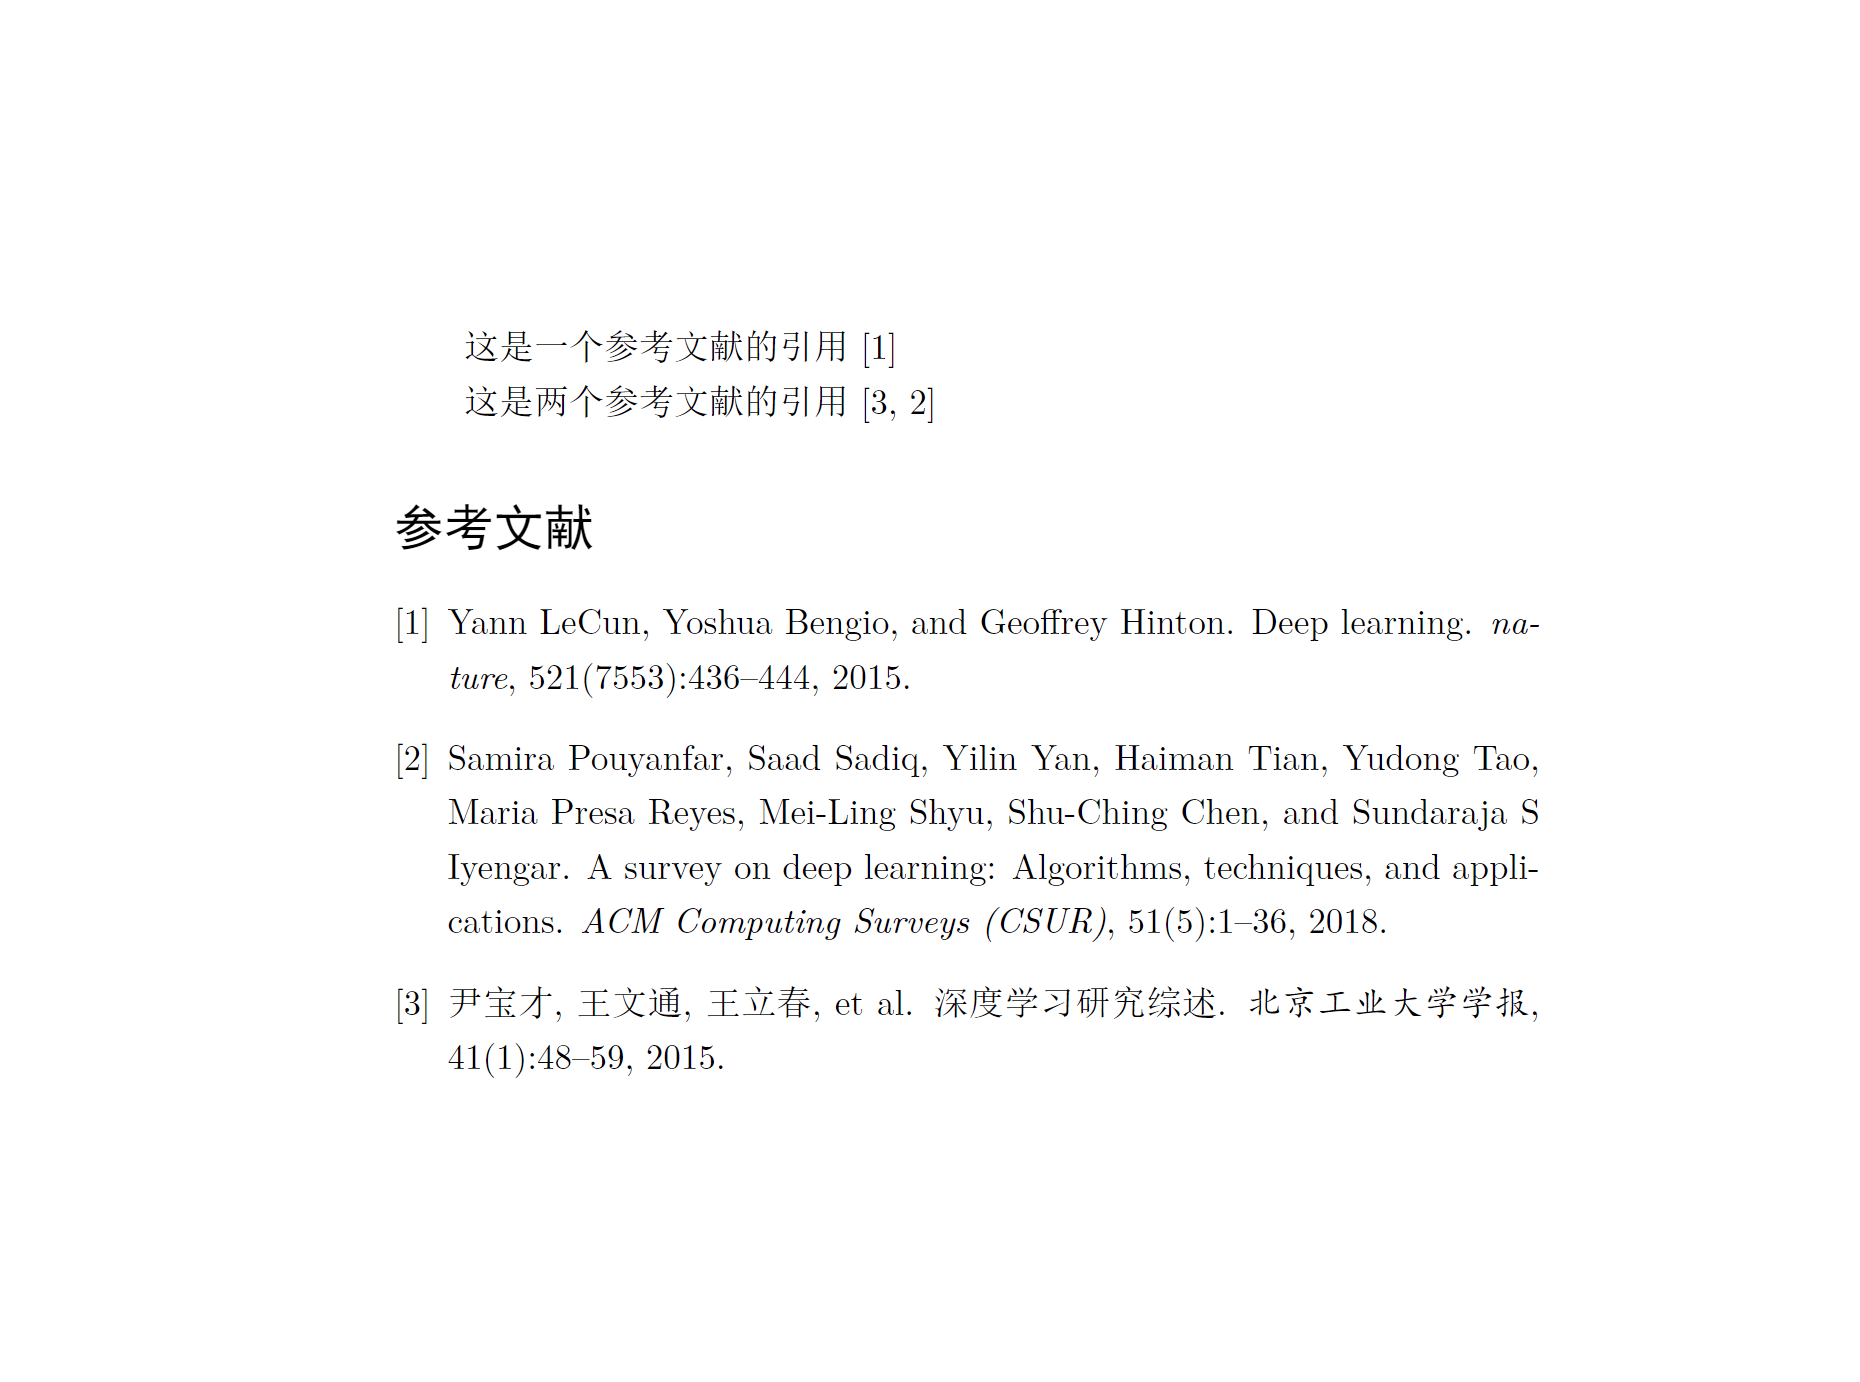 这是一个参考文献的引用 [1]
这是两个参考文献的引用 [3, 2]
参考文献
[1] Yann LeCun, Yoshua Bengio, and Geoffrey Hinton. Deep learning. na-
ture, 521(7553):436–444, 2015.
[2] Samira Pouyanfar, Saad Sadiq, Yilin Yan, Haiman Tian, Yudong Tao,
Maria Presa Reyes, Mei-Ling Shyu, Shu-Ching Chen, and Sundaraja S
Iyengar. A survey on deep learning: Algorithms, techniques, and appli-
cations. ACM Computing Surveys (CSUR), 51(5):1–36, 2018.
[3] 尹宝才, 王文通, 王立春, et al. 深度学习研究综述. 北京工业大学学报,
41(1):48–59, 2015.